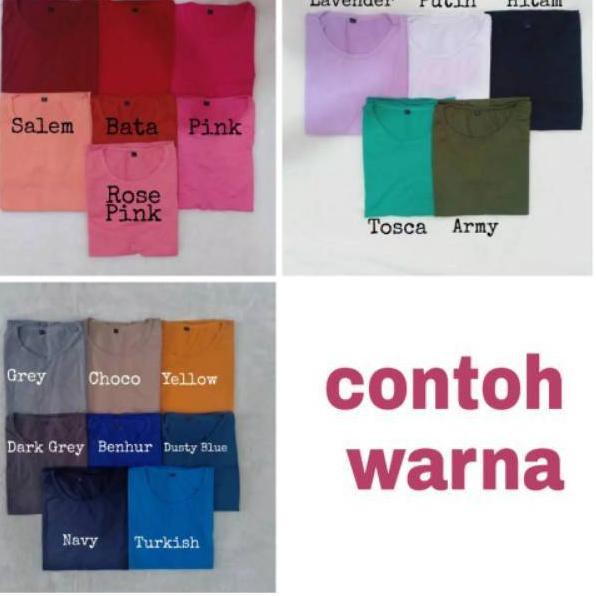 Salem Bata Pink
Rose
Pink
Lavender Putih Hitam
Tosca Army
Grey Choco Yellow
Dark Grey Benhur Dusty Blue
Navy Turkish
contoh
warna